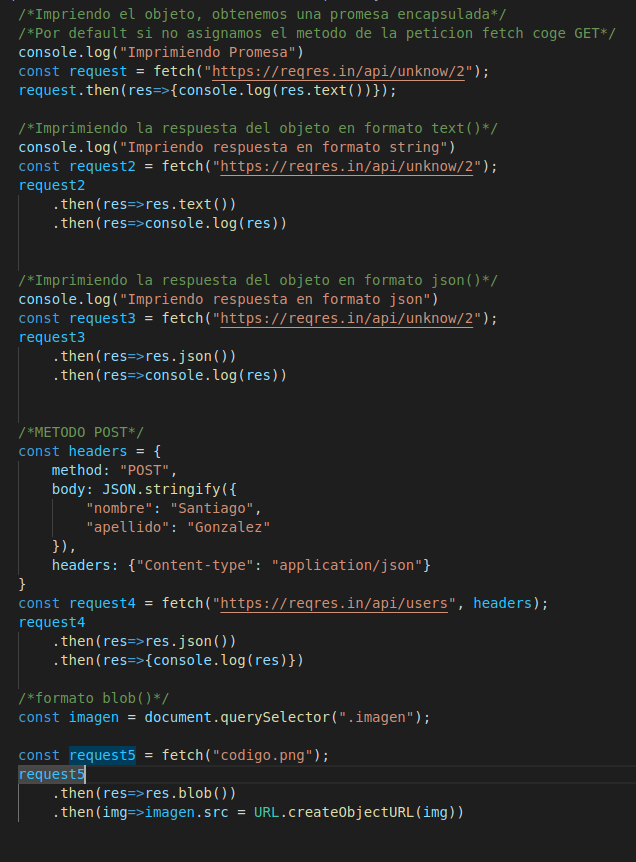 /*Impriendo el objeto, obtenemos una promesa encapsulada*/
/*Por default si no asignamos el metodo de la peticion fetch coge GET*/
console.log("Imprimiendo Promesa")
const request = fetch("https://reqres.in/api/unknow/2");
request.then(res=>{console.log(res.text())});
/*Imprimiendo la respuesta del objeto en formato text()*/
console.log("Impriendo respuesta en formato string")
const request2 = fetch("https://reqres.in/api/unknow/2");
request2
.then(res=>res.text())
.then(res=>console.log(res))
/*Imprimiendo la respuesta del objeto en formato json()*/
console.log("Impriendo respuesta en formato json")
const request3 = fetch("https://reqres.in/api/unknow/2");
request3
.then(res=>res.json())
.then(res=>console.log(res))
/*METODO POST*/
const headers = {
method: "POST",
body: JSON.stringify({
"nombre": "Santiago",
"apellido": "Gonzalez"
}),
headers: {"Content-type": "application/json"}
}
const request4 = fetch("https://reqres.in/api/users", headers);
request4
.then(res=>res.json())
.then(res=>{console.log(res)})
/*formato blob()*/
const imagen = document.querySelector(".imagen");
const request5 = fetch("codigo.png");
request5
.then(res=>res.blob())
.then(img=>imagen.src = URL.createObjectURL(img))